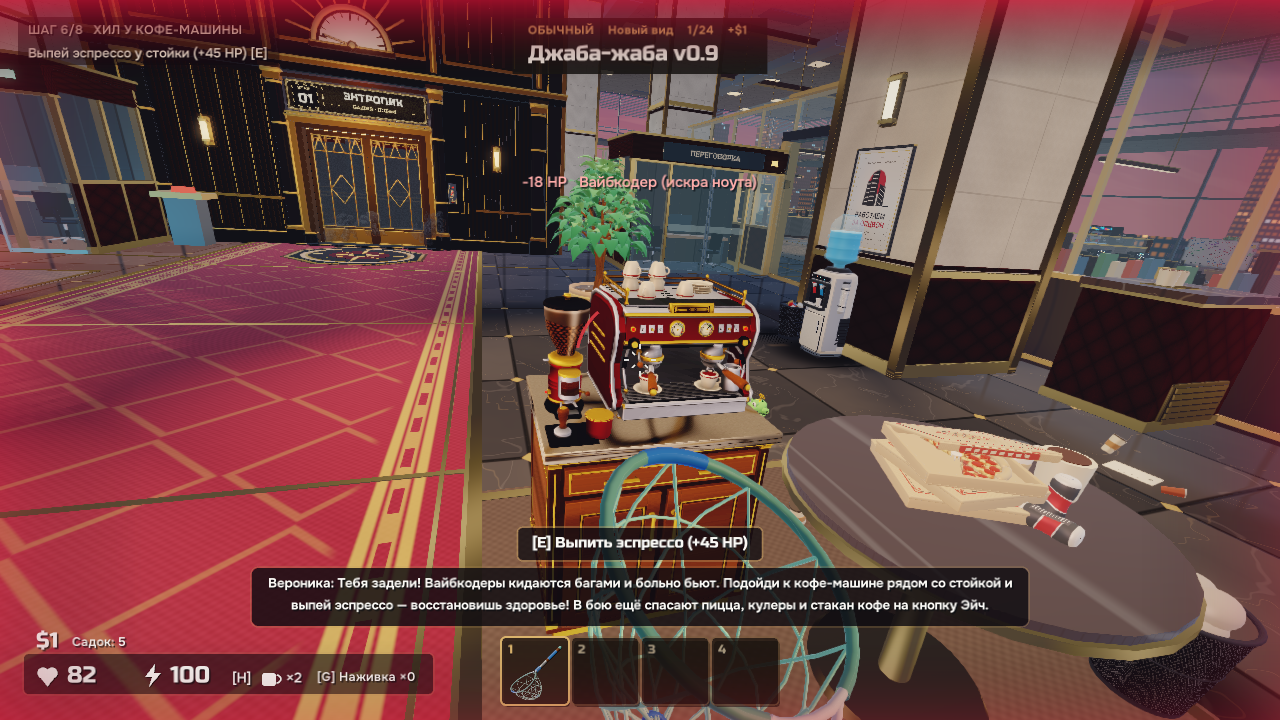 ШАГ 6/8 ХИЛ У КОФЕ-МАШИНЫ
Выпей эспрессо у стойки (+45 HP) [E]
ОБЫЧНЫЙ Новый вид 1/24 +$1
Джаба-жаба v0.9
01
ЭНТРОПИК
ПЕРЕГОВОРКА
-18 HP Вайбкодер (искра ноута)
РАБОТАЕМ
[E] Выпить эспрессо (+45 HP)
Вероника: Тебя задели! Вайбкодеры кидаются багами и больно бьют. Подойди к кофе-машине рядом со стойкой и
выпей эспрессо — восстановишь здоровье! В бою ещё спасают пицца, кулеры и стакан кофе на кнопку Эйч.
$1 Садок: 5
82 100 [H] ×2 [G] Наживка ×0
1 2 3 4